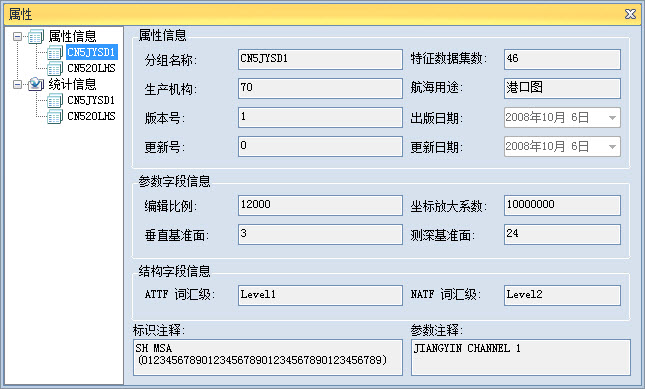 属性
属性信息
CN5JYSD1
CN520LHS
统计信息
CN5JYSD1
CN520LHS
属性信息
分组名称: CN5JYSD1 特征数据集数: 46
生产机构: 70 航海用途: 港口图
版本号: 1 出版日期: 2008年10月 6日
更新号: 0 更新日期: 2008年10月 6日
参数字段信息
编辑比例: 12000 坐标放大系数: 10000000
垂直基准面: 3 测深基准面: 24
结构字段信息
ATTF 词汇级: Level1 NATF 词汇级: Level2
标识注释: 参数注释:
SH MSA JIANGYIN CHANNEL 1
(0123456789012345678901234567890123456789)